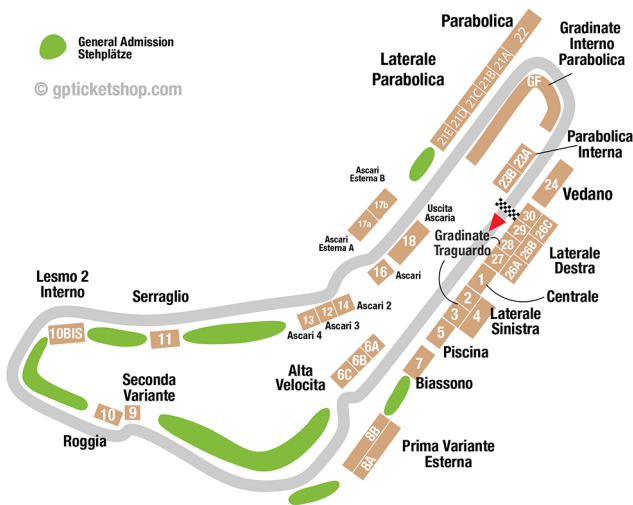 General Admission
Stehplätze
© gpticketshop.com
Parabolica
22
21A
21B
21C
21D
21E
Laterale
Parabolica
Gradinate
Interno
Parabolica
GF
Parabolica
Interna
23A
23B
24
Vedano
Ascari
Esterna B
17b
17a
Ascari
Esterna A
Uscita
Ascaria
18
16
Ascari
Gradinate
Traguardo
30
29
28
27
26C
26B
26A
Laterale
Destra
1
Centrale
2
3
4
Laterale
Sinistra
5
Piscina
7
Biassono
Lesmo 2
Interno
10BIS
Serraglio
11
14
12
13
Ascari 2
Ascari 3
Ascari 4
6A
6B
6C
Alta
Velocita
Seconda
Variante
10
9
Roggia
8B
8A
Prima Variante
Esterna